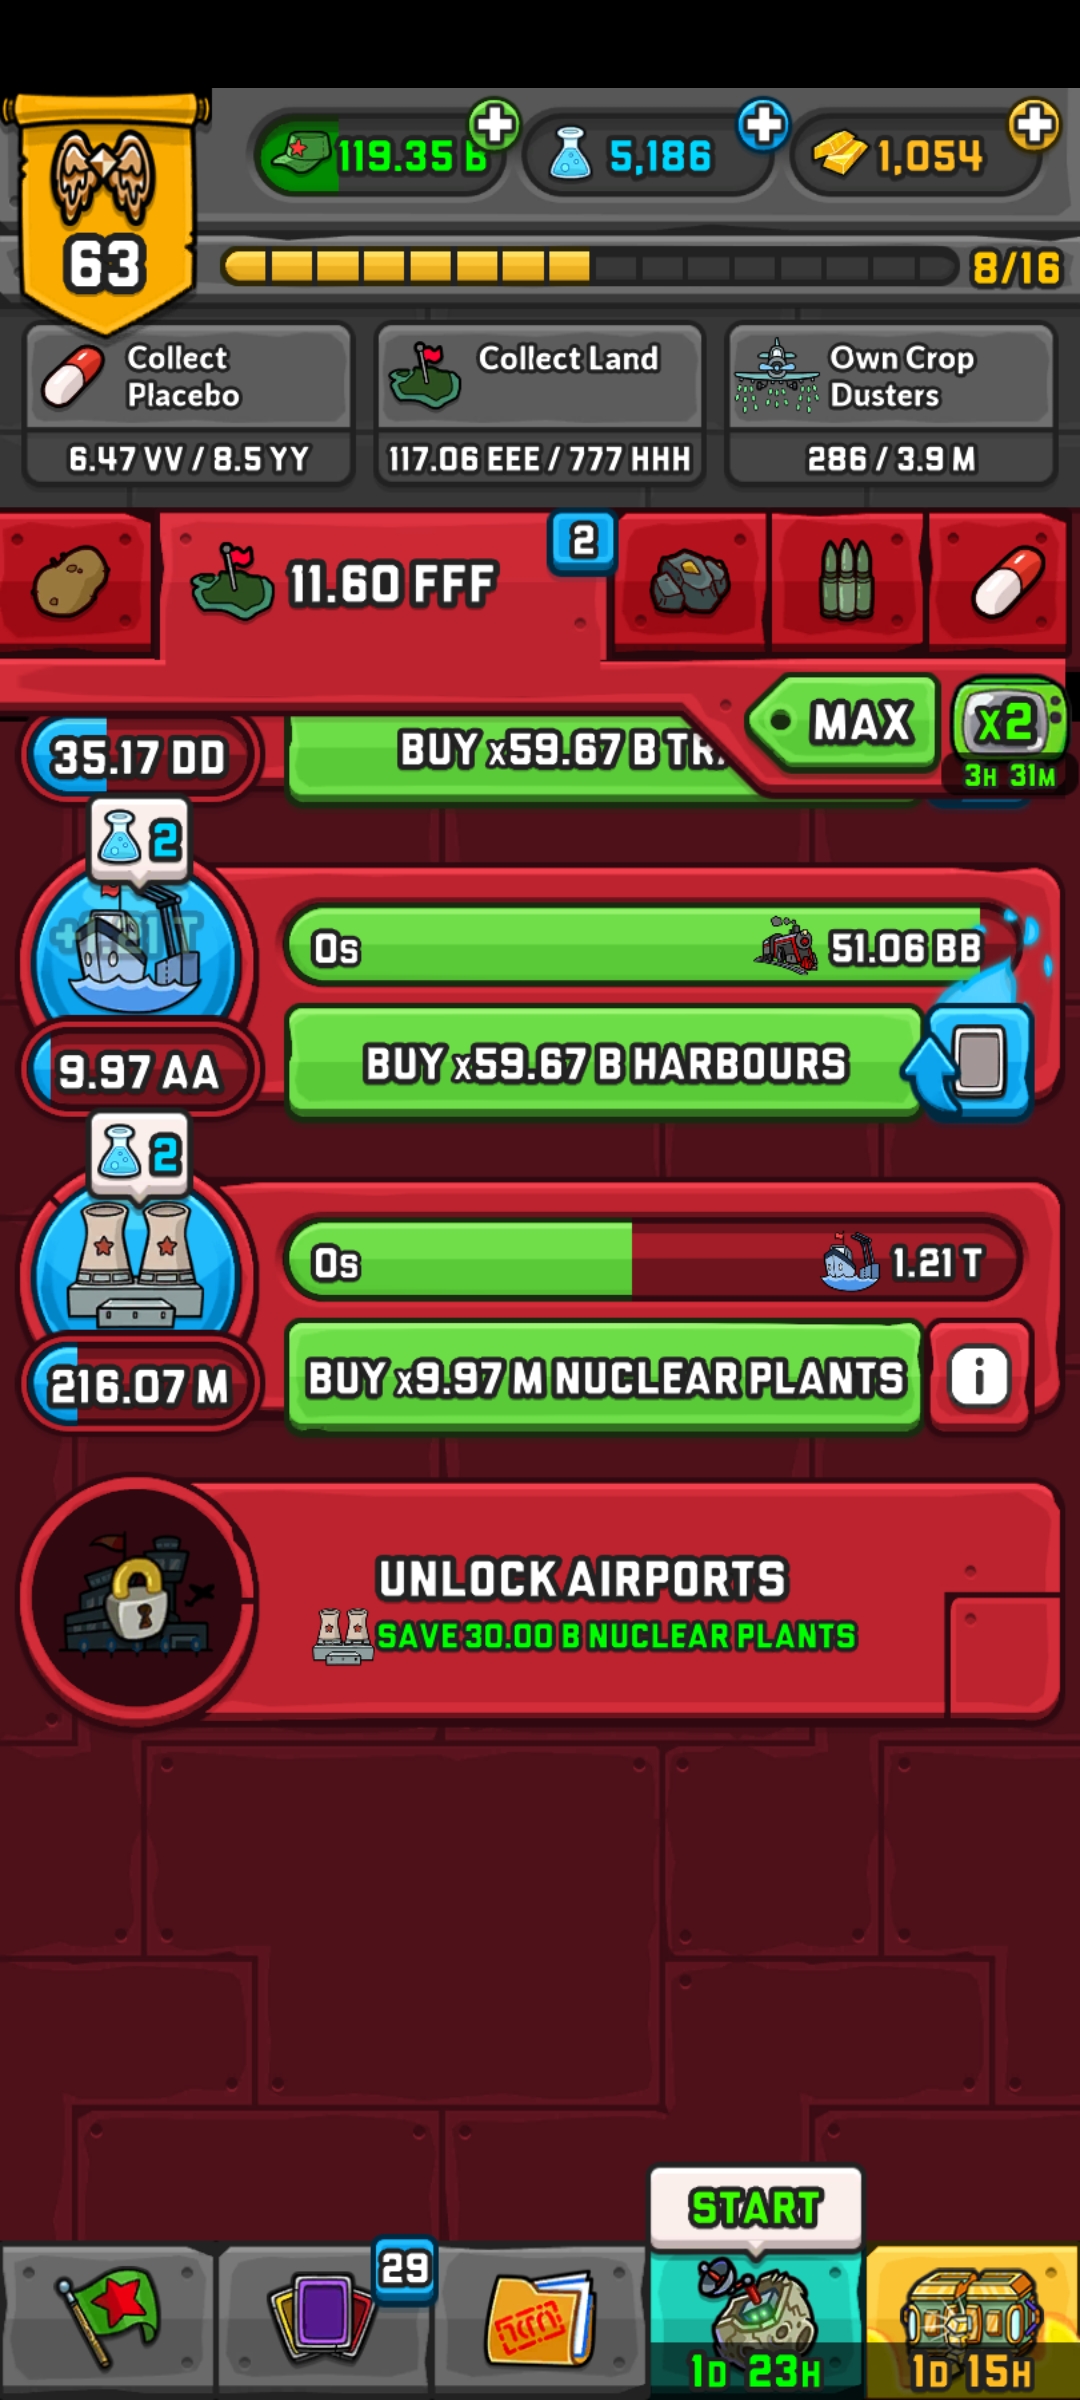 119.35 B
5,186
1,054
63
8/16
Collect Placebo
6.47 VV / 8.5 YY
Collect Land
117.06 EEE / 777 HHH
Own Crop Dusters
286 / 3.9 M
11.60 FFF
2
MAX
x2
3H 31M
35.17 DD
BUY x59.67 B
2
0s
51.06 BB
9.97 AA
BUY x59.67 B HARBOURS
2
0s
1.21 T
216.07 M
BUY x9.97 M NUCLEAR PLANTS
i
UNLOCK AIRPORTS
SAVE 30.00 B NUCLEAR PLANTS
START
29
1D 23H
1D 15H